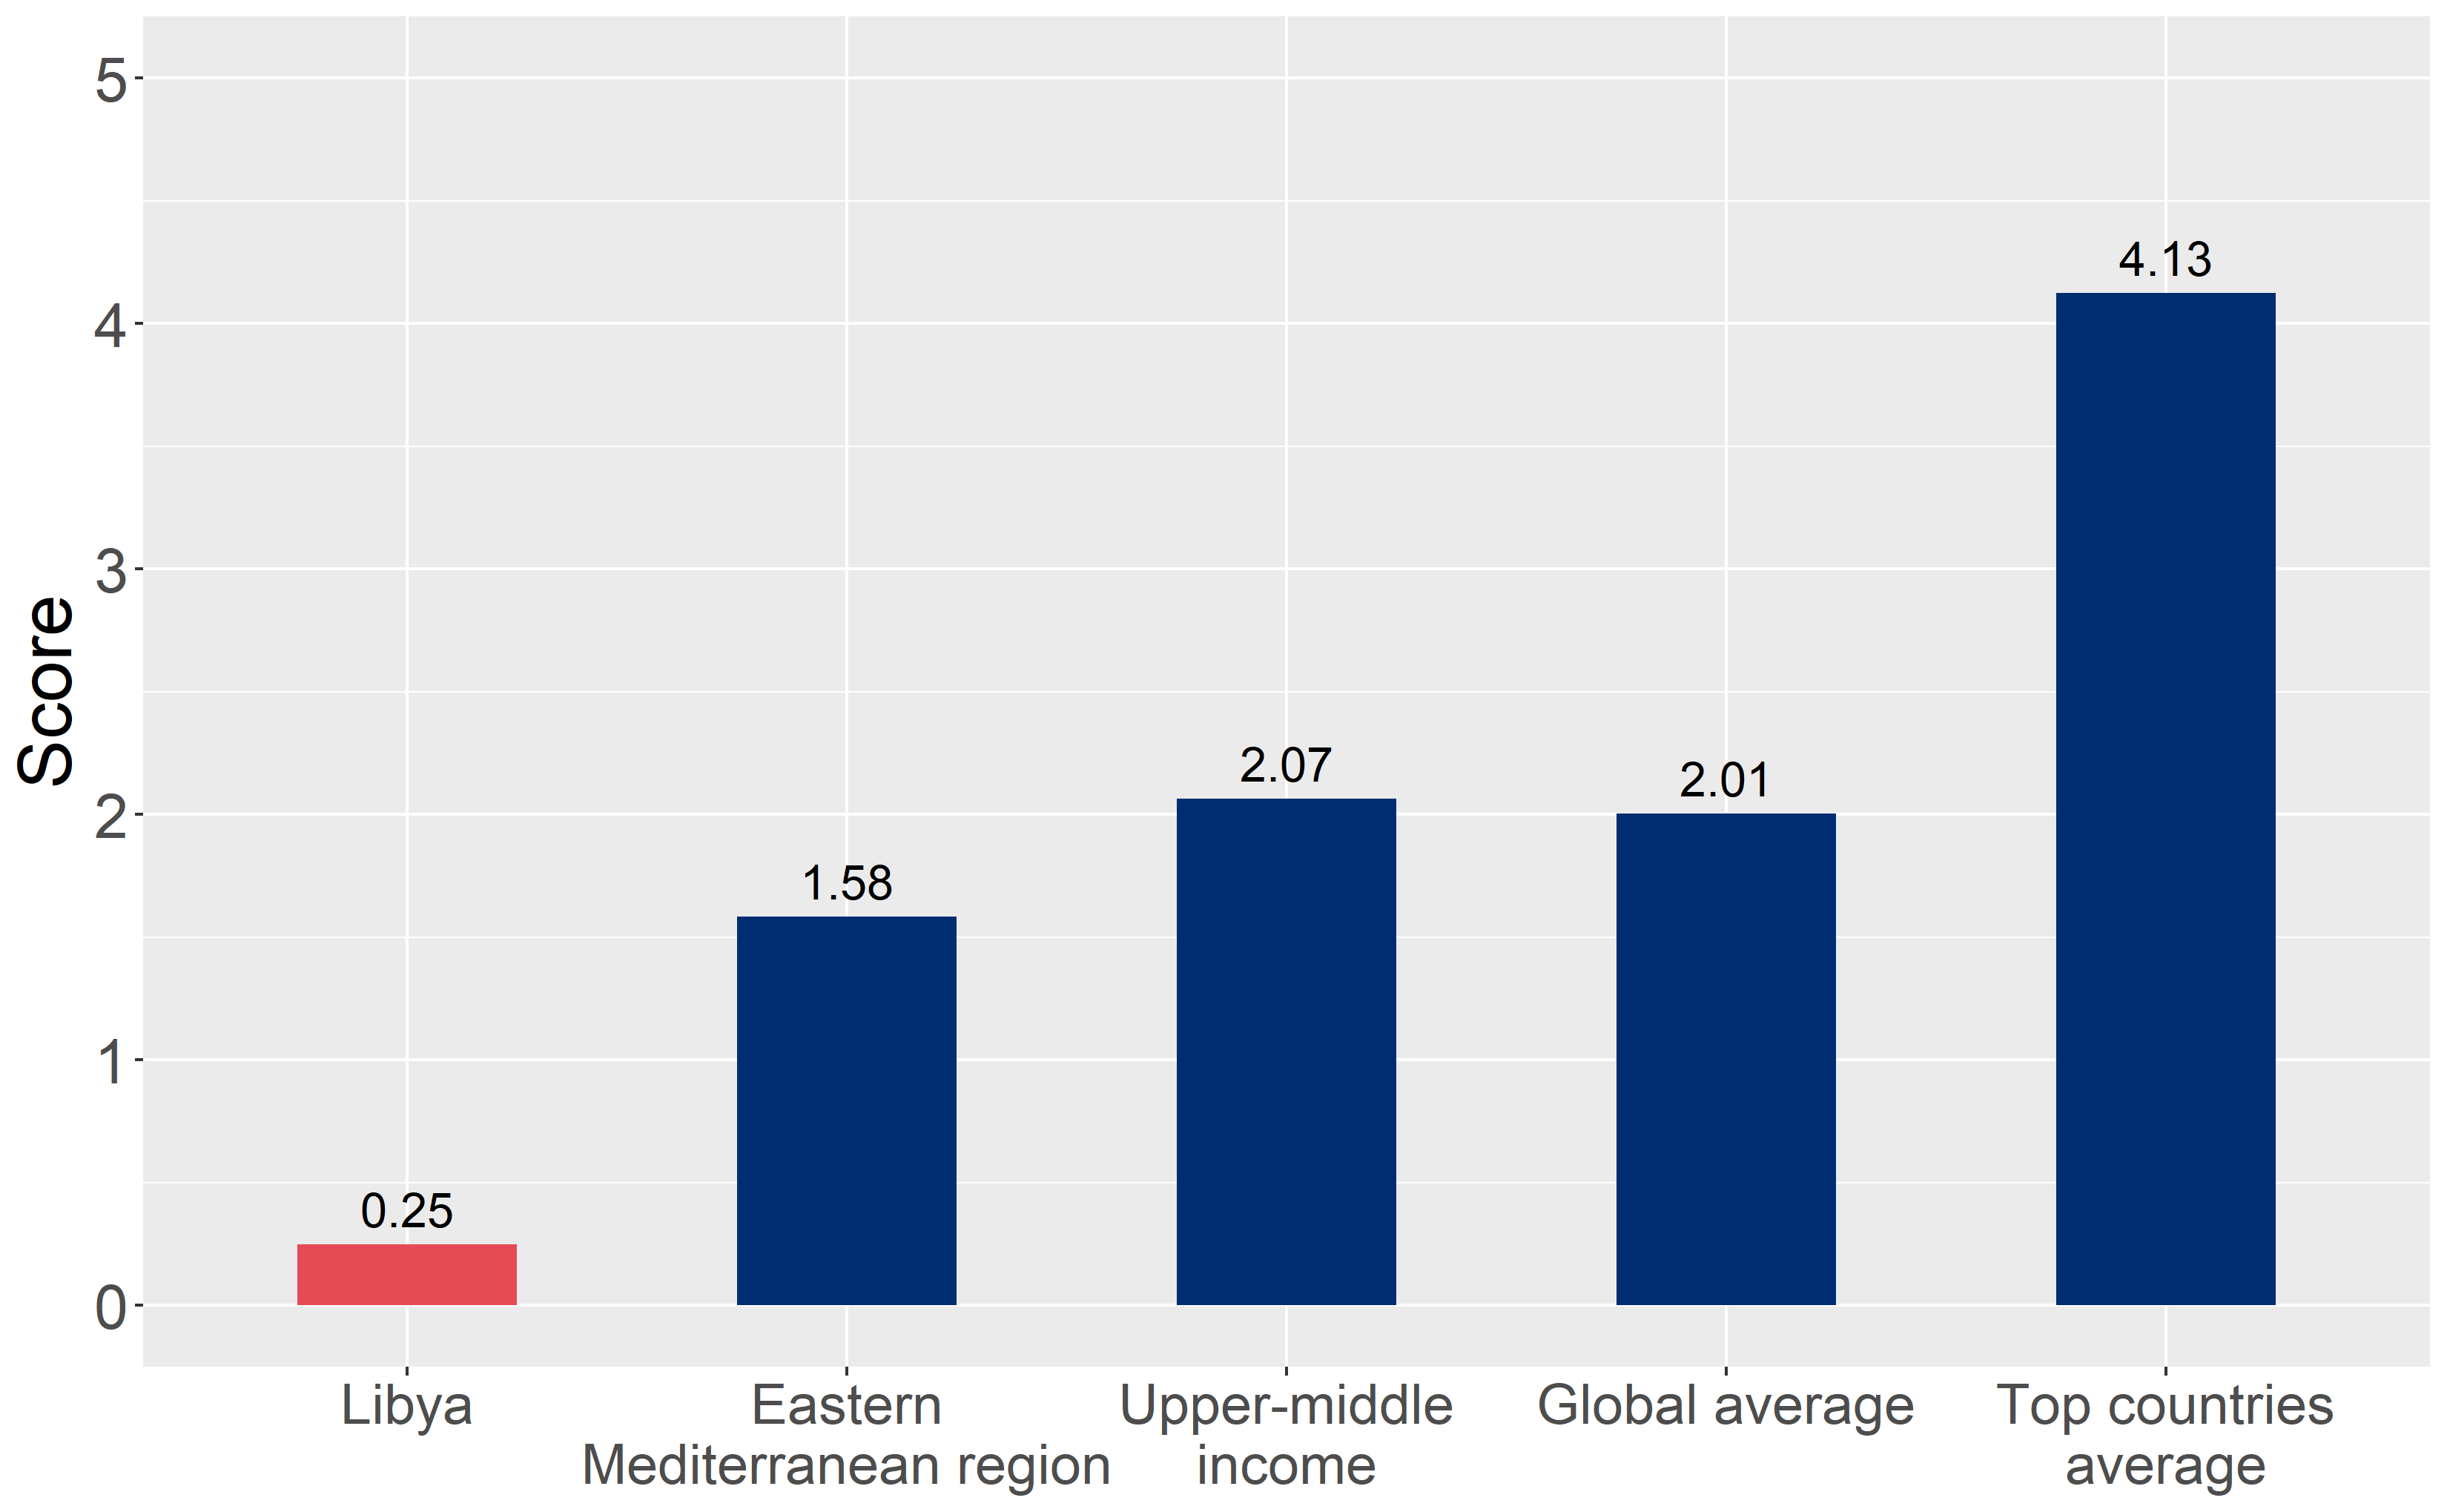 Score
5
4
3
2
1
0
0.25
1.58
2.07
2.01
4.13
Libya
Eastern
Mediterranean region
Upper-middle
income
Global average
Top countries
average